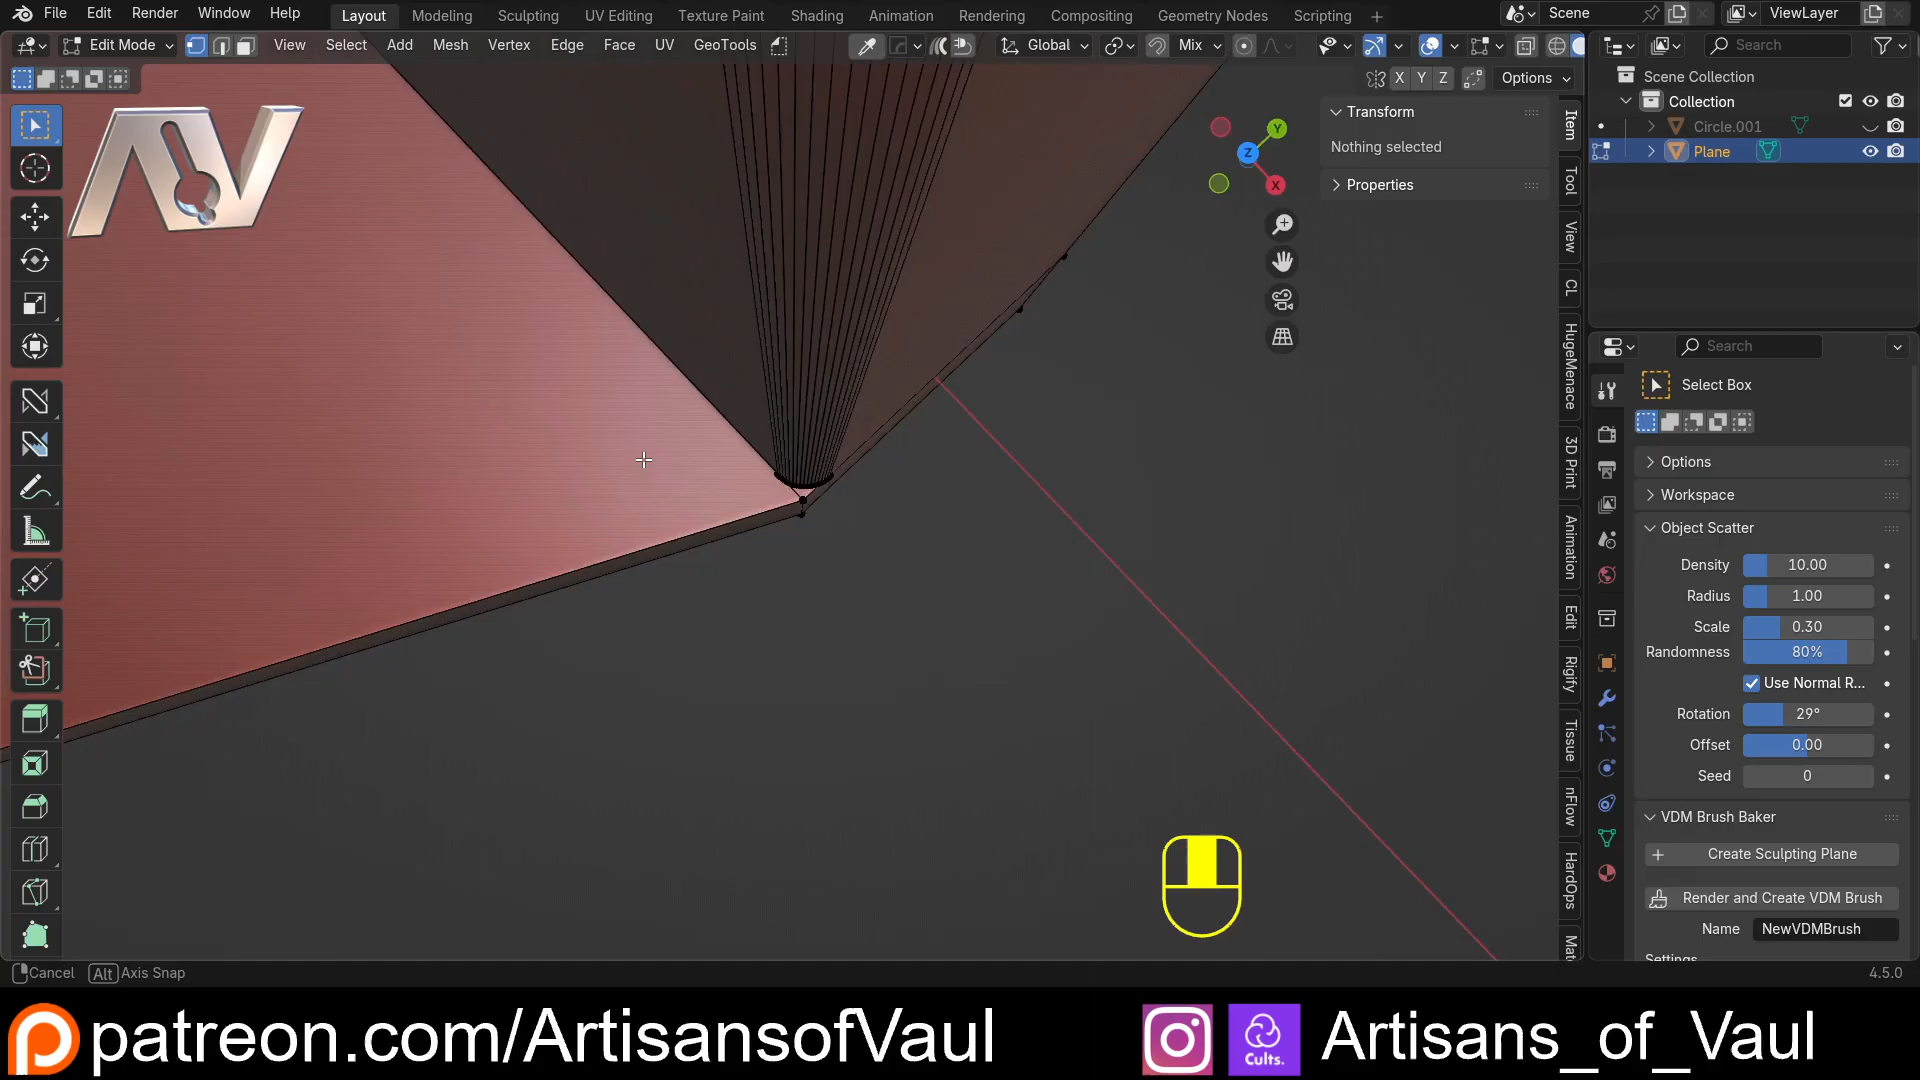 File Edit Render Window Help
Layout Modeling Sculpting UV Editing Texture Paint Shading Animation Rendering Compositing Geometry Nodes Scripting +
Scene
ViewLayer
Edit Mode
View Select Add Mesh Vertex Edge Face UV GeoTools
Global
Mix
Search
X Y Z
Options
Scene Collection
Collection
Circle.001
Plane
AV
Transform
Nothing selected
Properties
Y
Z
X
Item
Tool
View
CL
HugeMenace
3D Print
Animation
Edit
Rigify
Tissue
nFlow
HardOps
Mat
Search
Select Box
Options
Workspace
Object Scatter
Density 10.00
Radius 1.00
Scale 0.30
Randomness 80%
Use Normal R...
Rotation 29°
Offset 0.00
Seed 0
VDM Brush Baker
Create Sculpting Plane
Render and Create VDM Brush
Name NewVDMBrush
Settings
Cancel Alt Axis Snap
4.5.0
patreon.com/ArtisansofVaul
Cults.
Artisans_of_Vaul